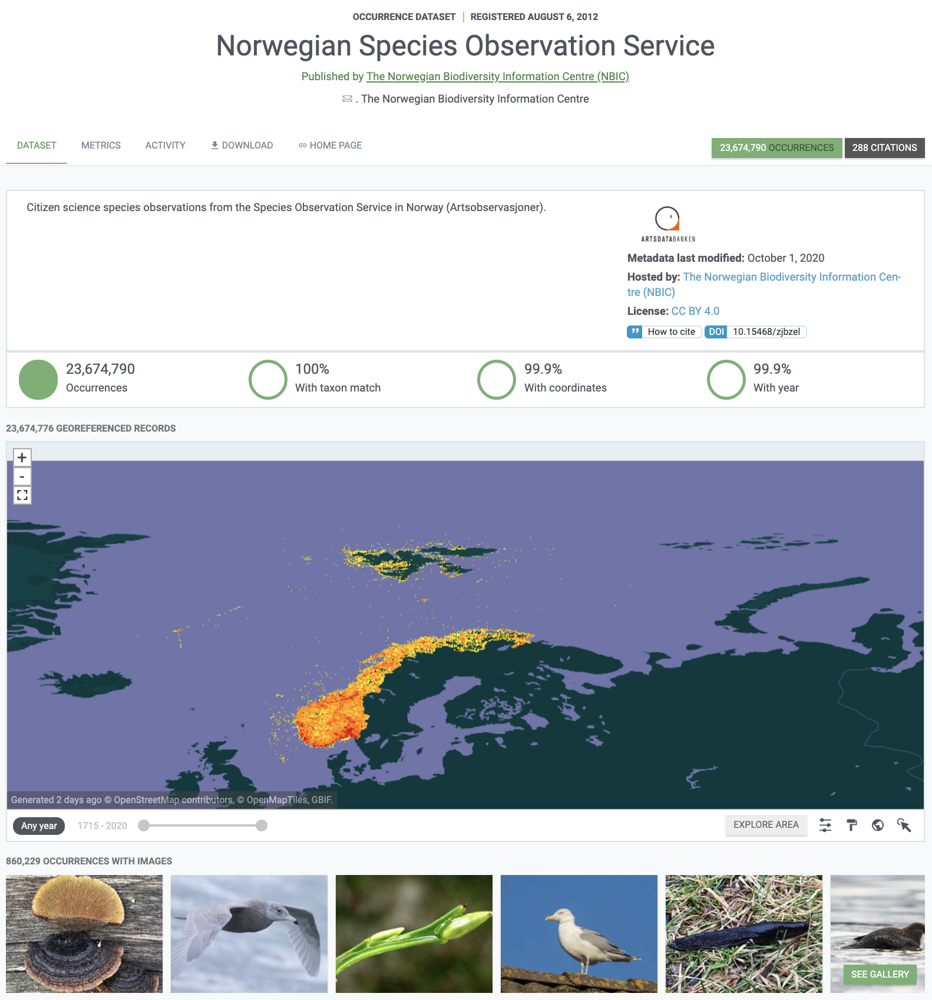 OCCURRENCE DATASET | REGISTERED AUGUST 6, 2012
Norwegian Species Observation Service
Published by The Norwegian Biodiversity Information Centre (NBIC)
. The Norwegian Biodiversity Information Centre
DATASET METRICS ACTIVITY DOWNLOAD HOME PAGE 23,674,790 OCCURRENCES 288 CITATIONS
Citizen science species observations from the Species Observation Service in Norway (Artsobservasjoner).
ARTSDATABANKEN
Metadata last modified: October 1, 2020
Hosted by: The Norwegian Biodiversity Information Cen-
tre (NBIC)
License: CC BY 4.0
How to cite DOI 10.15468/zjbzel
23,674,790 100% 99.9% 99.9%
Occurrences With taxon match With coordinates With year
23,674,776 GEOREFERENCED RECORDS
+
-
Generated 2 days ago © OpenStreetMap contributors, © OpenMapTiles, GBIF.
Any year 1715 - 2020 EXPLORE AREA
860,229 OCCURRENCES WITH IMAGES
SEE GALLERY